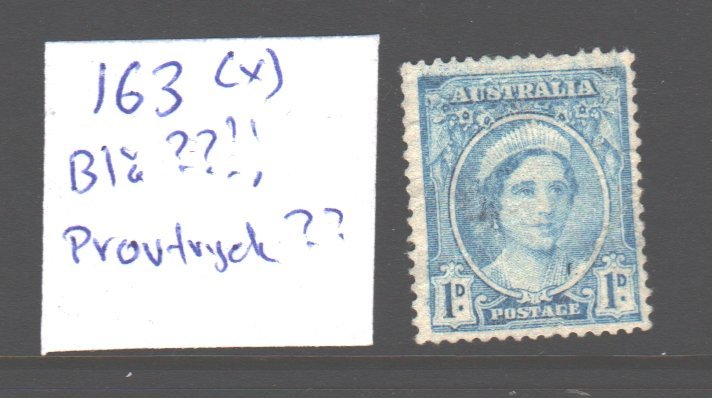 163 (x)
Blå ??!!
Provtryck ??
AUSTRALIA
1D. 1D.
POSTAGE